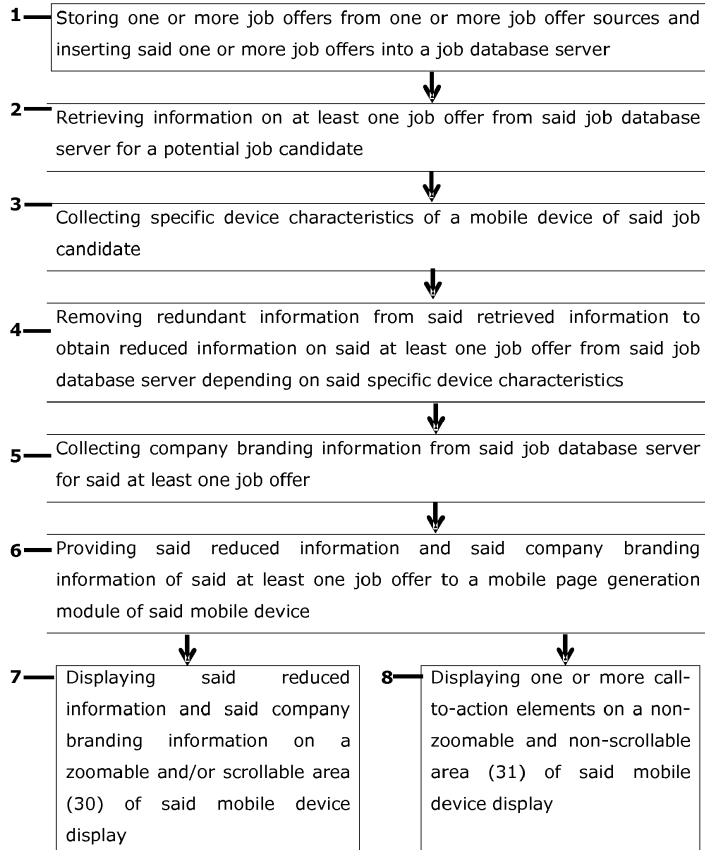 1 Storing one or more job offers from one or more job offer sources and
inserting said one or more job offers into a job database server
2 Retrieving information on at least one job offer from said job database
server for a potential job candidate
3 Collecting specific device characteristics of a mobile device of said job
candidate
4 Removing redundant information from said retrieved information to
obtain reduced information on said at least one job offer from said job
database server depending on said specific device characteristics
5 Collecting company branding information from said job database server
for said at least one job offer
6 Providing said reduced information and said company branding
information of said at least one job offer to a mobile page generation
module of said mobile device
7 Displaying said reduced
information and said company
branding information on a
zoomable and/or scrollable area
(30) of said mobile device
display
8 Displaying one or more call-
to-action elements on a non-
zoomable and non-scrollable
area (31) of said mobile
device display